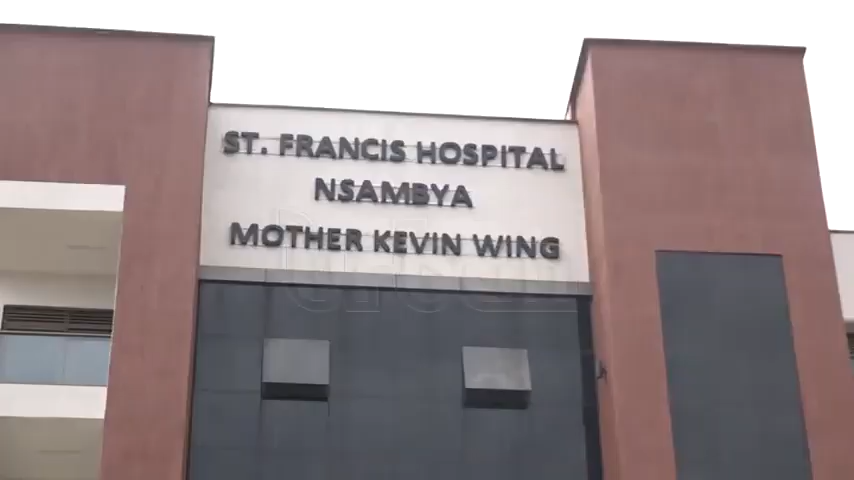 ST. FRANCIS HOSPITAL
NSAMBYA
MOTHER KEVIN WING